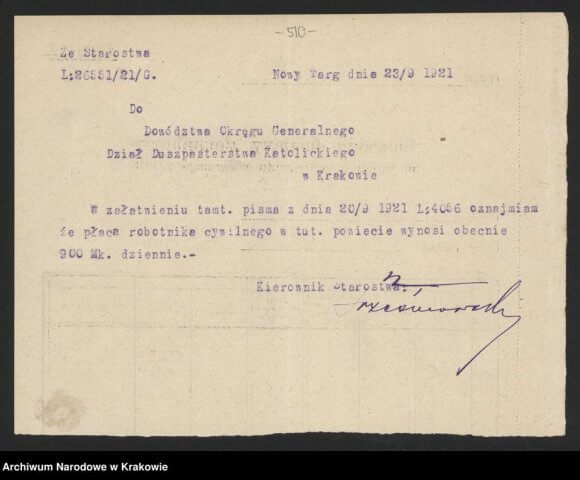 -510-
Ze Starostwa
L:26551/21/G.
Nowy Targ dnia 23/9 1921
Do
Dowództwa Okręgu Generalnego
Dział Duszpasterstwa Katolickiego
w Krakowie
W załatwieniu tamt. pisma z dnia 20/9 1921 L:4056 oznajmiam
że płaca robotnika cywilnego w tut. powiecie wynosi obecnie
900 Mk. dziennie.-
Kierownik Starostwa:
Archiwum Narodowe w Krakowie